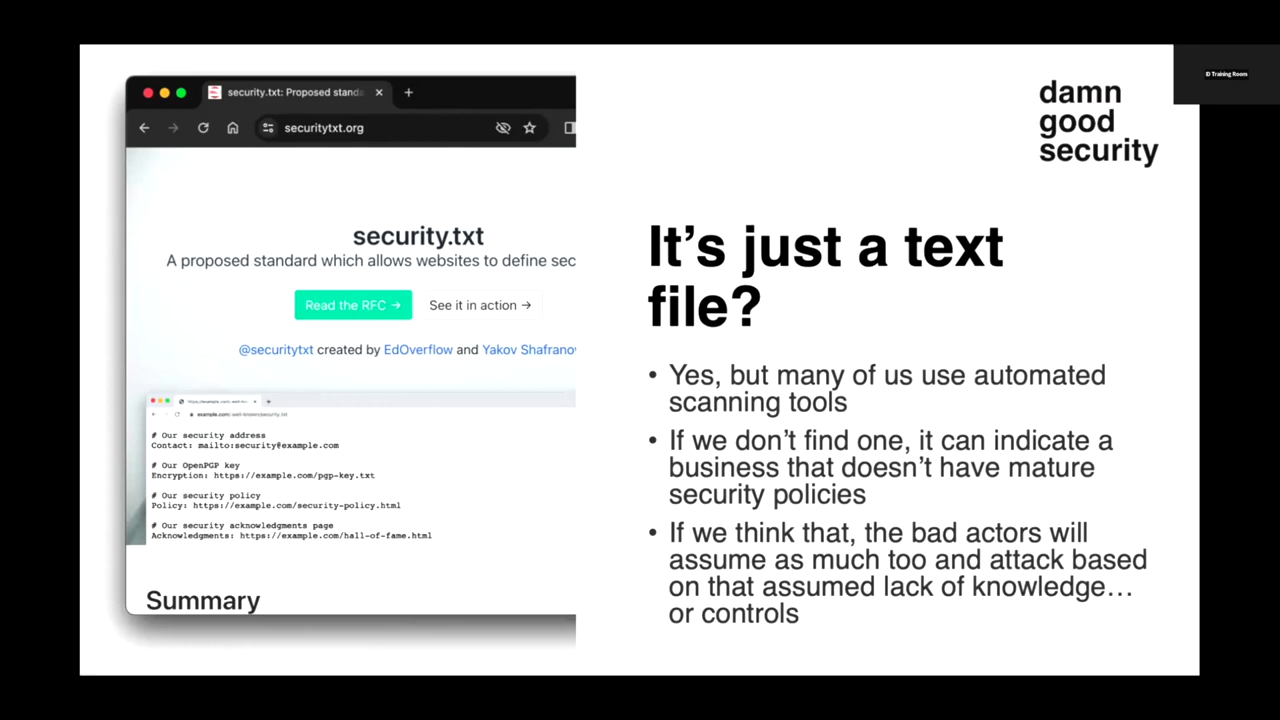 security.txt: Proposed standa
securitytxt.org
security.txt
A proposed standard which allows websites to define sec
Read the RFC → See it in action →
@securitytxt created by EdOverflow and Yakov Shafranov
example.com/.well-known/security.txt
# Our security address
Contact: mailto:security@example.com
# Our OpenPGP key
Encryption: https://example.com/pgp-key.txt
# Our security policy
Policy: https://example.com/security-policy.html
# Our security acknowledgments page
Acknowledgments: https://example.com/hall-of-fame.html
Summary
damn
good
security
ID Training Room
It’s just a text
file?
• Yes, but many of us use automated
scanning tools
• If we don’t find one, it can indicate a
business that doesn’t have mature
security policies
• If we think that, the bad actors will
assume as much too and attack based
on that assumed lack of knowledge…
or controls